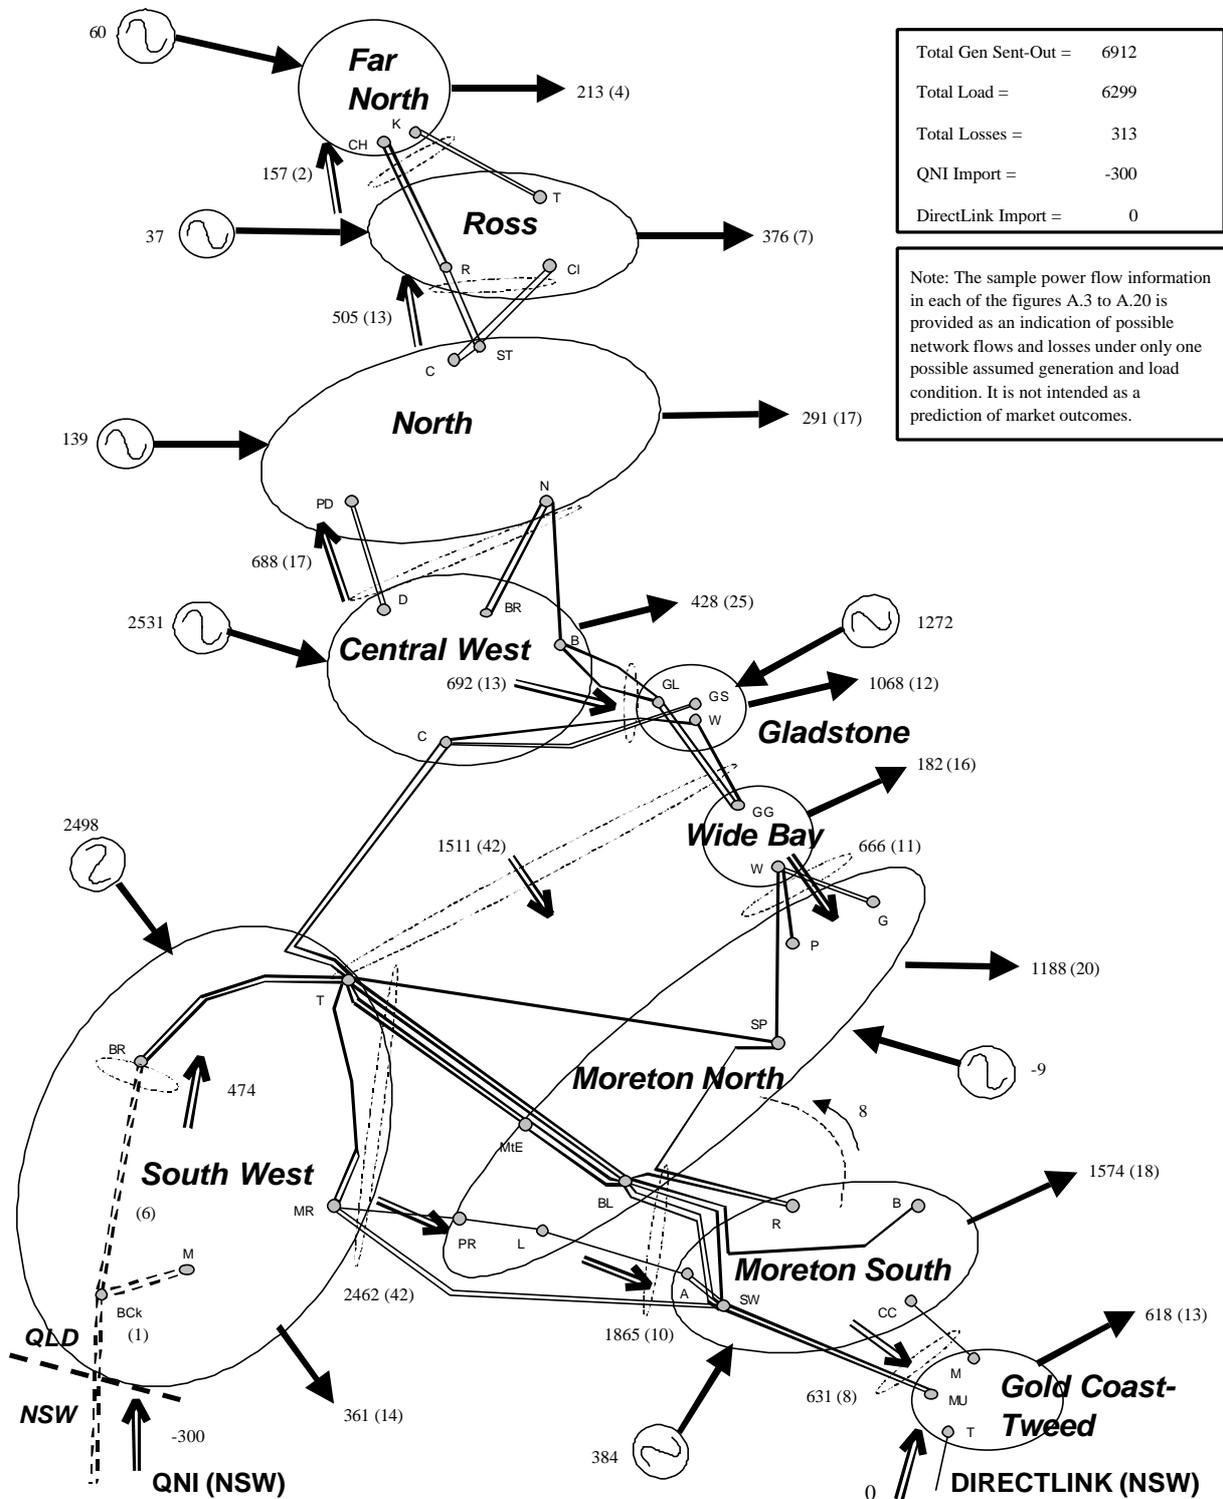 60
Far
North
213 (4)
K
CH
157 (2)
T
37
Ross
376 (7)
R
CI
505 (13)
ST
C
139
North
291 (17)
N
PD
688 (17)
D
BR
2531
428 (25)
1272
B
Central West
692 (13)
GL
GS
W
1068 (12)
C
Gladstone
182 (16)
GG
2498
Wide Bay
1511 (42)
666 (11)
W
G
P
1188 (20)
T
SP
BR
474
Moreton North
-9
8
MtE
South West
BL
1574 (18)
MR
(6)
PR
L
R
B
M
Moreton South
2462 (42)
A
SW
BCk
(1)
1865 (10)
CC
618 (13)
QLD
M
631 (8)
MU
Gold Coast-
Tweed
NSW
361 (14)
T
-300
384
QNI (NSW)
0
DIRECTLINK (NSW)
Total Gen Sent-Out = 6912
Total Load = 6299
Total Losses = 313
QNI Import = -300
DirectLink Import = 0
Note: The sample power flow information
in each of the figures A.3 to A.20 is
provided as an indication of possible
network flows and losses under only one
possible assumed generation and load
condition. It is not intended as a
prediction of market outcomes.